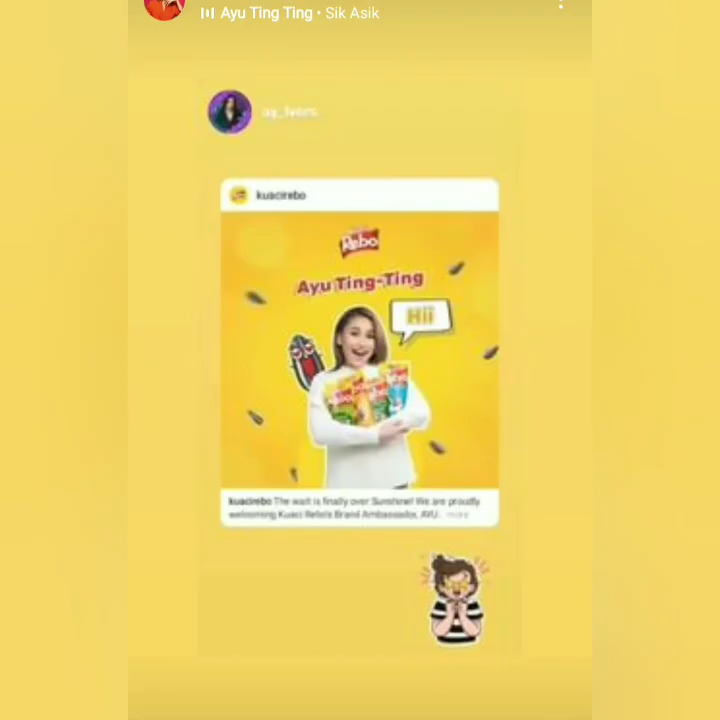 Ayu Ting Ting • Sik Asik
kuacirebo
Rebo
Ayu Ting-Ting
Hii
kuacirebo The wait is finally over Sunshine! We are proudly
welcoming Kuaci Rebo's Brand Ambassador, AYU... more